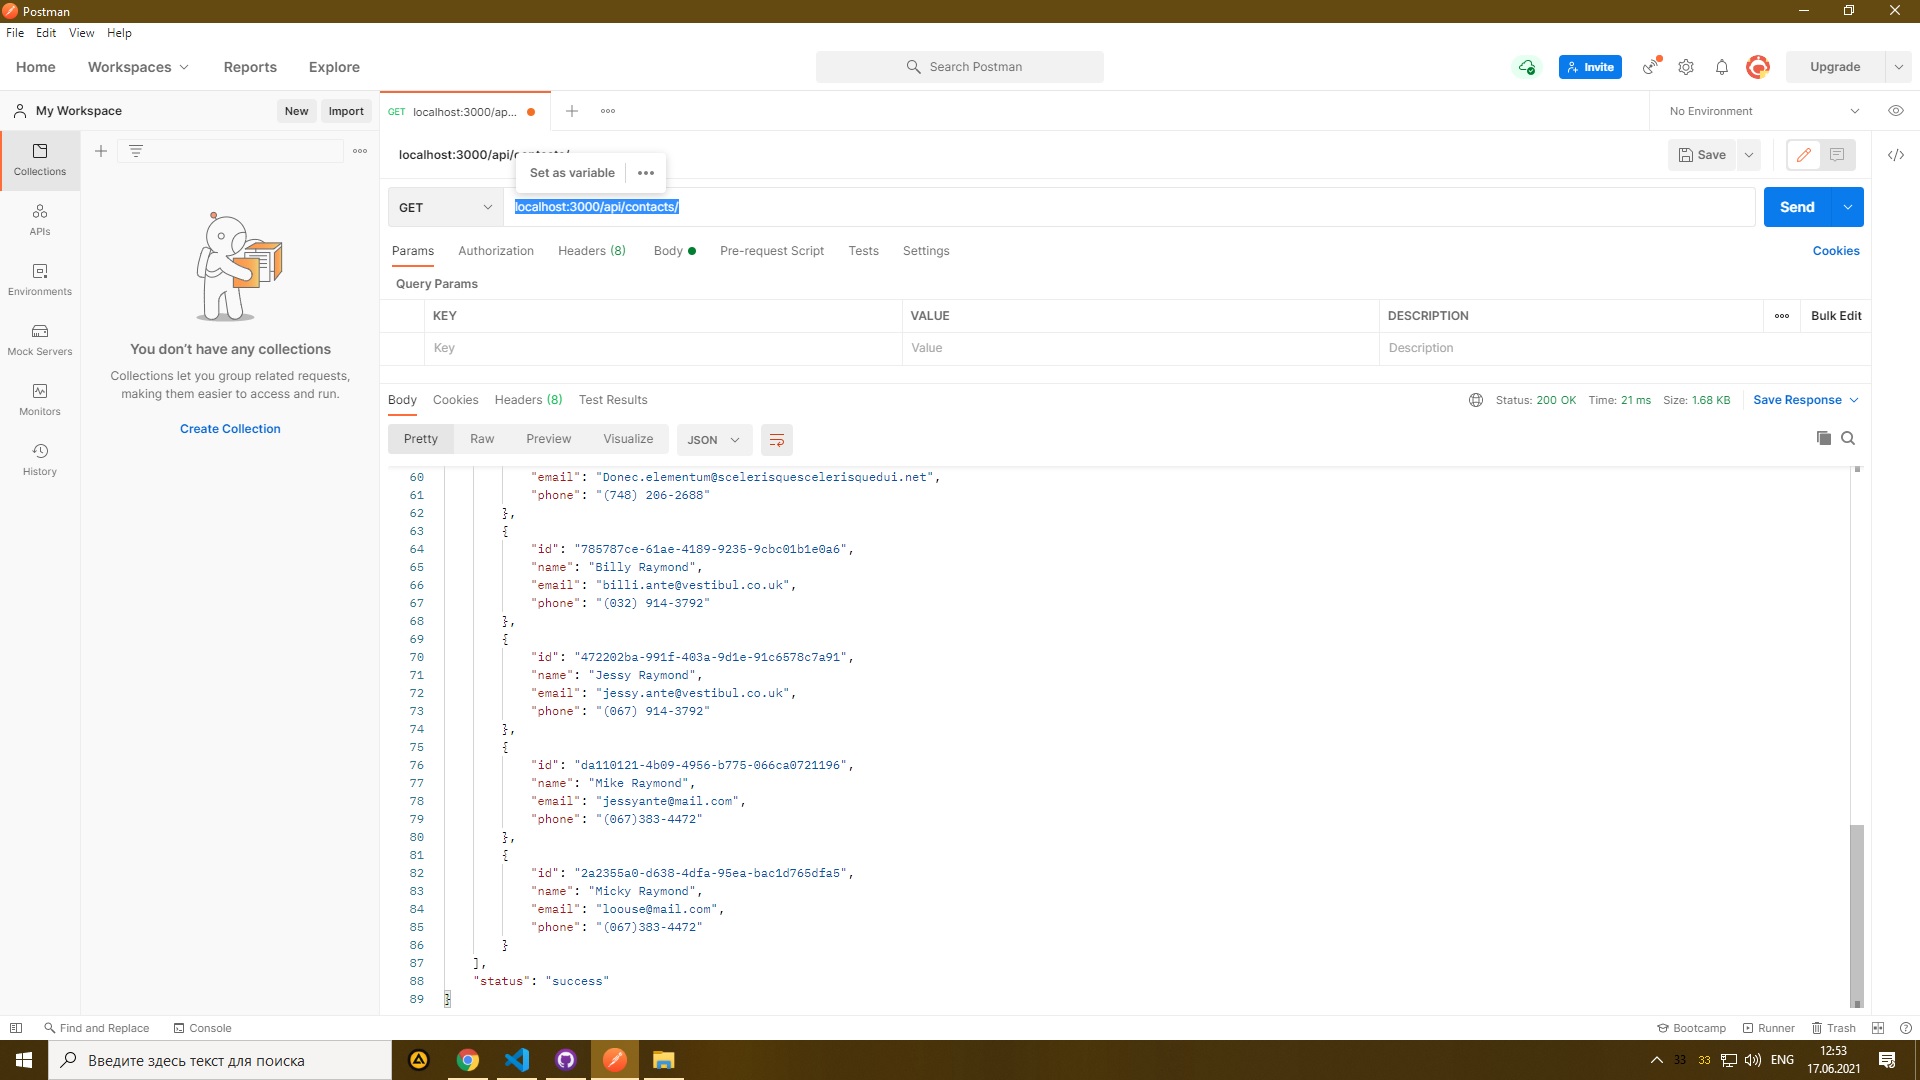 Postman
File Edit View Help
Home Workspaces Reports Explore
Search Postman
Invite
Upgrade
My Workspace
New Import
GET localhost:3000/ap...
No Environment
localhost:3000/api/contacts/
Save
Set as variable
GET
localhost:3000/api/contacts/
Send
Params Authorization Headers (8) Body Pre-request Script Tests Settings
Cookies
Query Params
KEY VALUE DESCRIPTION Bulk Edit
Key Value Description
Collections
APIs
Environments
Mock Servers
Monitors
History
You don't have any collections
Collections let you group related requests,
making them easier to access and run.
Create Collection
Body Cookies Headers (8) Test Results
Status: 200 OK Time: 21 ms Size: 1.68 KB Save Response
Pretty Raw Preview Visualize JSON
60 "email": "Donec.elementum@scelerisquescelerisquedui.net",
61 "phone": "(748) 206-2688"
62 },
63 {
64 "id": "785787ce-61ae-4189-9235-9cbc01b1e0a6",
65 "name": "Billy Raymond",
66 "email": "billi.ante@vestibul.co.uk",
67 "phone": "(032) 914-3792"
68 },
69 {
70 "id": "472202ba-991f-403a-9d1e-91c6578c7a91",
71 "name": "Jessy Raymond",
72 "email": "jessy.ante@vestibul.co.uk",
73 "phone": "(067) 914-3792"
74 },
75 {
76 "id": "da110121-4b09-4956-b775-066ca0721196",
77 "name": "Mike Raymond",
78 "email": "jessyante@mail.com",
79 "phone": "(067)383-4472"
80 },
81 {
82 "id": "2a2355a0-d638-4dfa-95ea-bac1d765dfa5",
83 "name": "Micky Raymond",
84 "email": "loouse@mail.com",
85 "phone": "(067)383-4472"
86 }
87 ],
88 "status": "success"
89 }
Find and Replace Console
Bootcamp Runner Trash
Введите здесь текст для поиска
33 33 ENG
12:53
17.06.2021